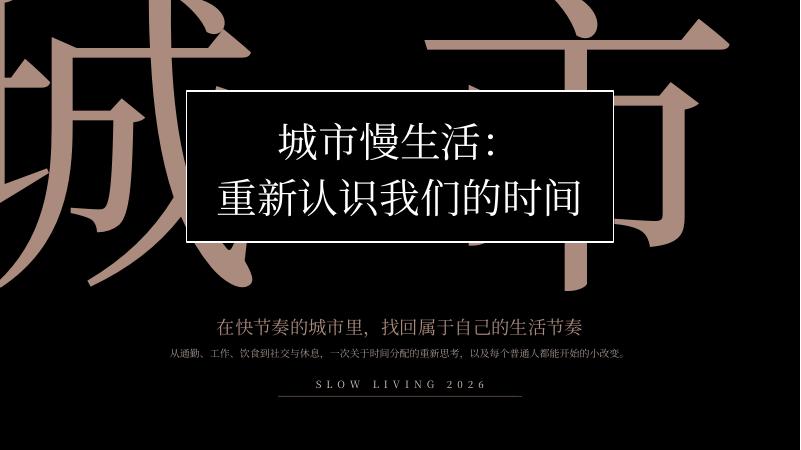 城市
城市慢生活：
重新认识我们的时间
在快节奏的城市里，找回属于自己的生活节奏
从通勤、工作、饮食到社交与休息，一次关于时间分配的重新思考，以及每个普通人都能开始的小改变。
SLOW LIVING 2026